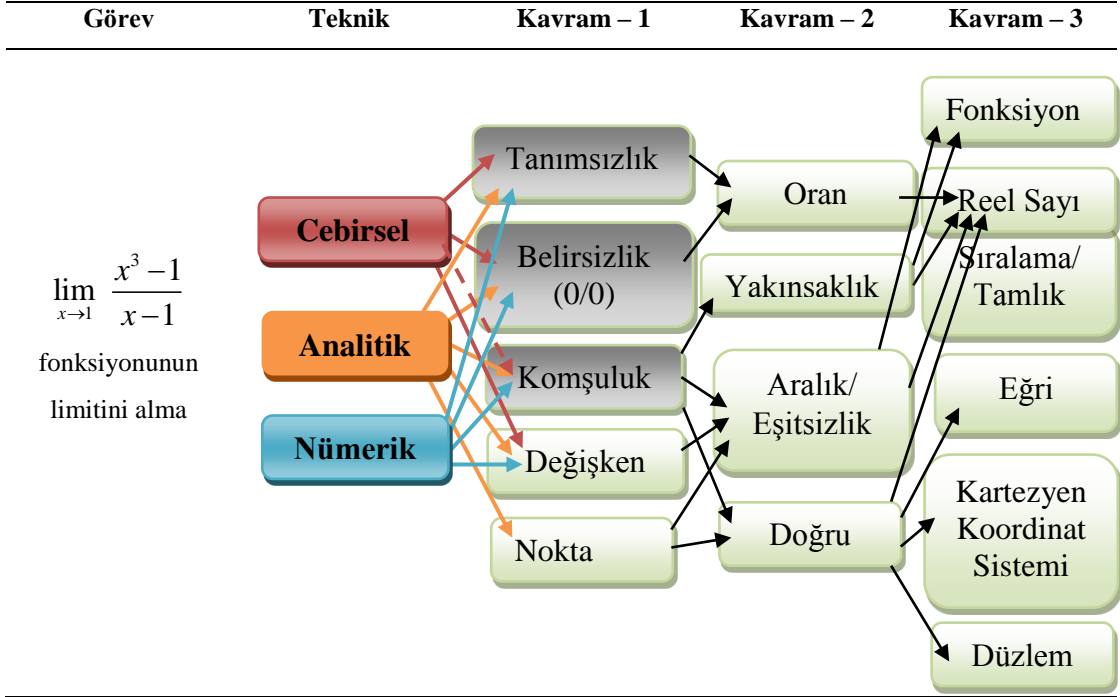 Görev Teknik Kavram – 1 Kavram – 2 Kavram – 3
lim x→1 (x³ −1)/(x−1)
fonksiyonunun
limitini alma
Cebirsel
Analitik
Nümerik
Tanımsızlık
Belirsizlik
(0/0)
Komşuluk
Değişken
Nokta
Oran
Yakınsaklık
Aralık/
Eşitsizlik
Doğru
Fonksiyon
Reel Sayı
Sıralama/
Tamlık
Eğri
Kartezyen
Koordinat
Sistemi
Düzlem